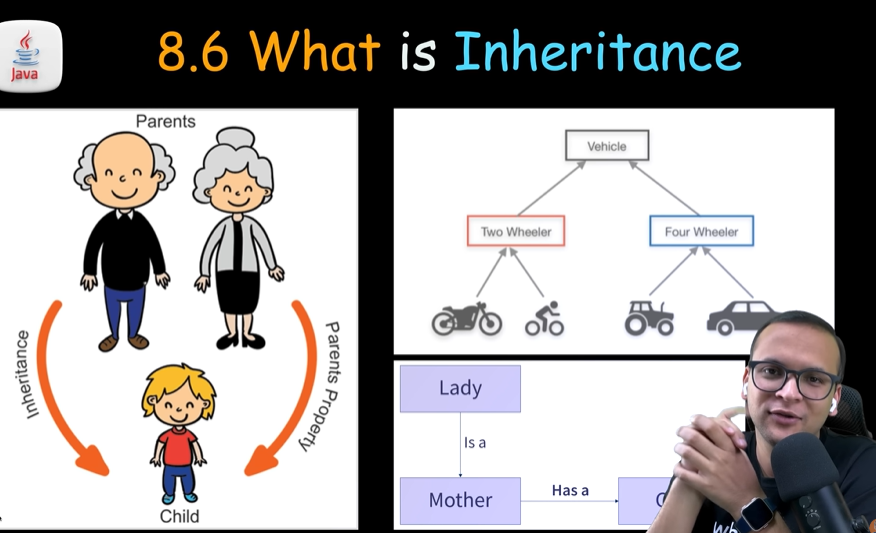 Java
8.6 What is Inheritance
Parents
Inheritance
Parents Property
Child
Vehicle
Two Wheeler
Four Wheeler
Lady
Is a
Mother
Has a